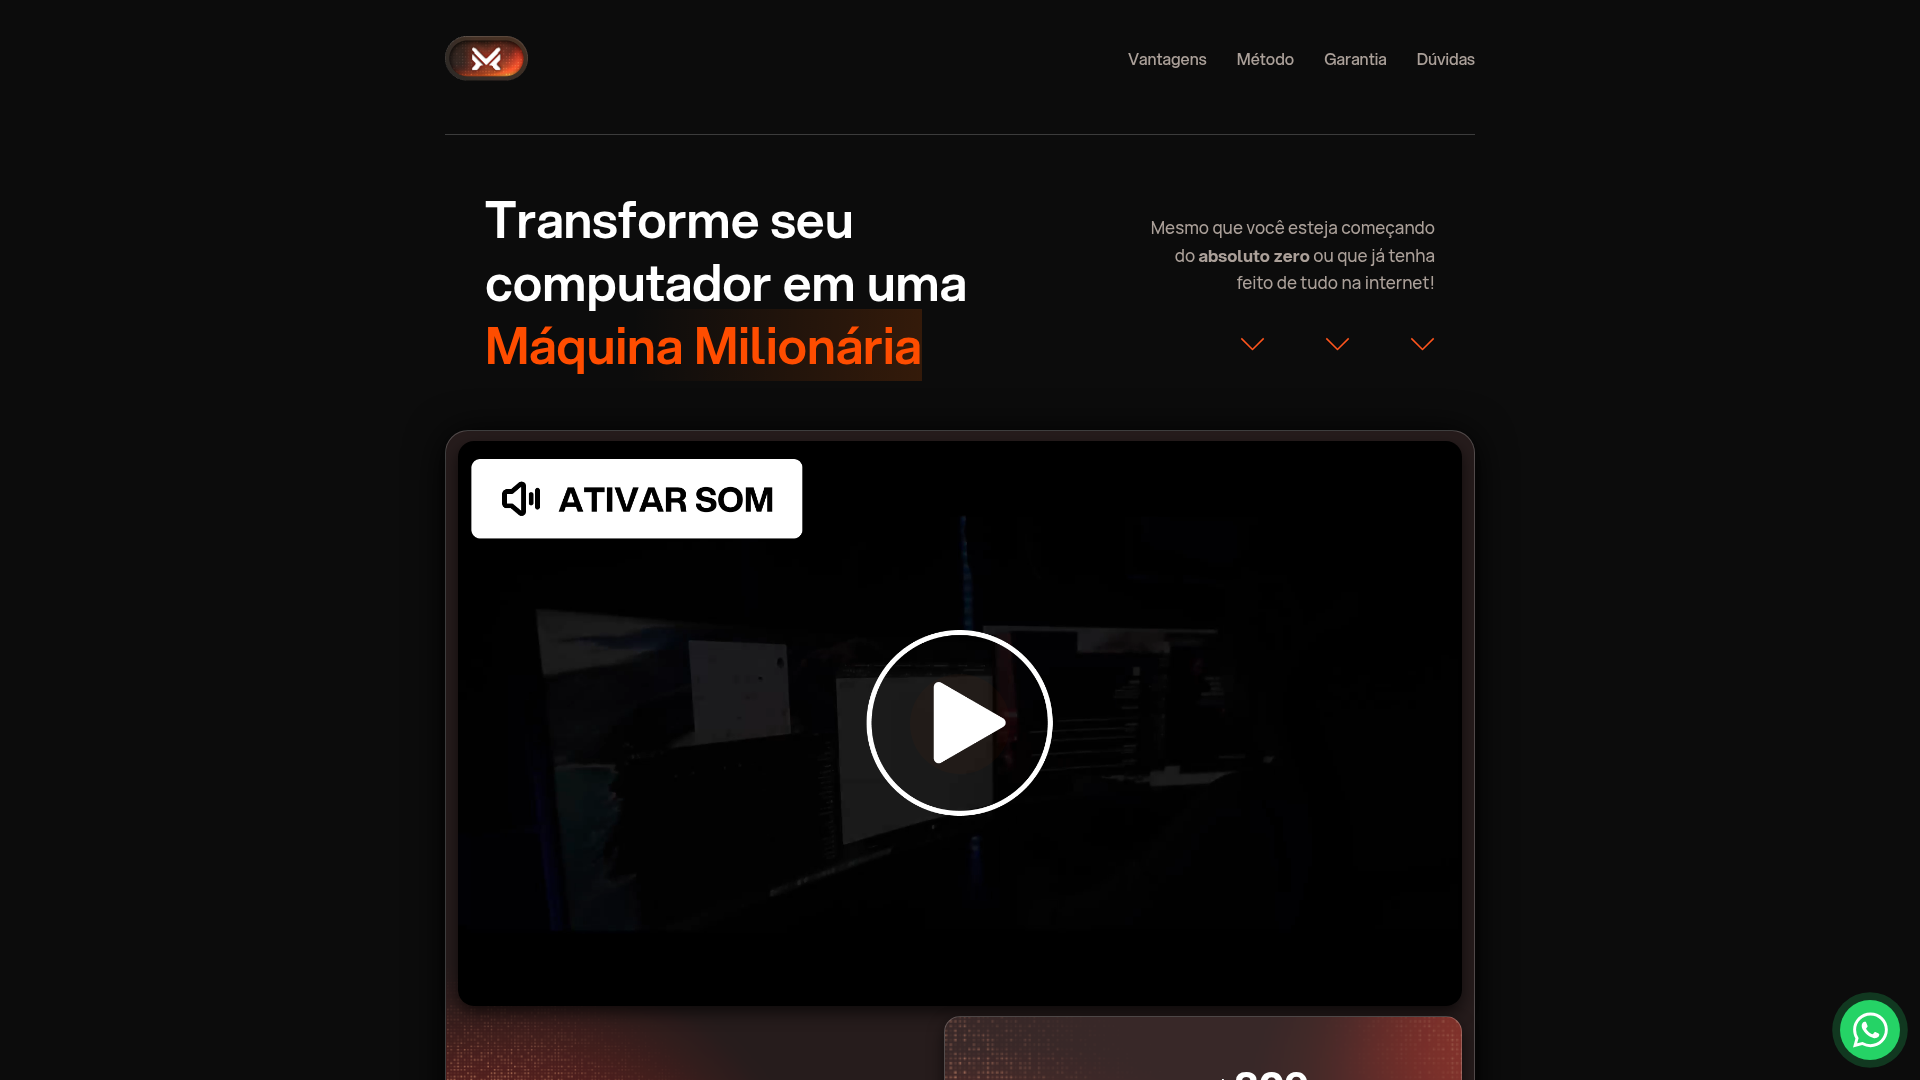 Vantagens Método Garantia Dúvidas
Transforme seu
computador em uma
Máquina Milionária
Mesmo que você esteja começando
do absoluto zero ou que já tenha
feito de tudo na internet!
ATIVAR SOM